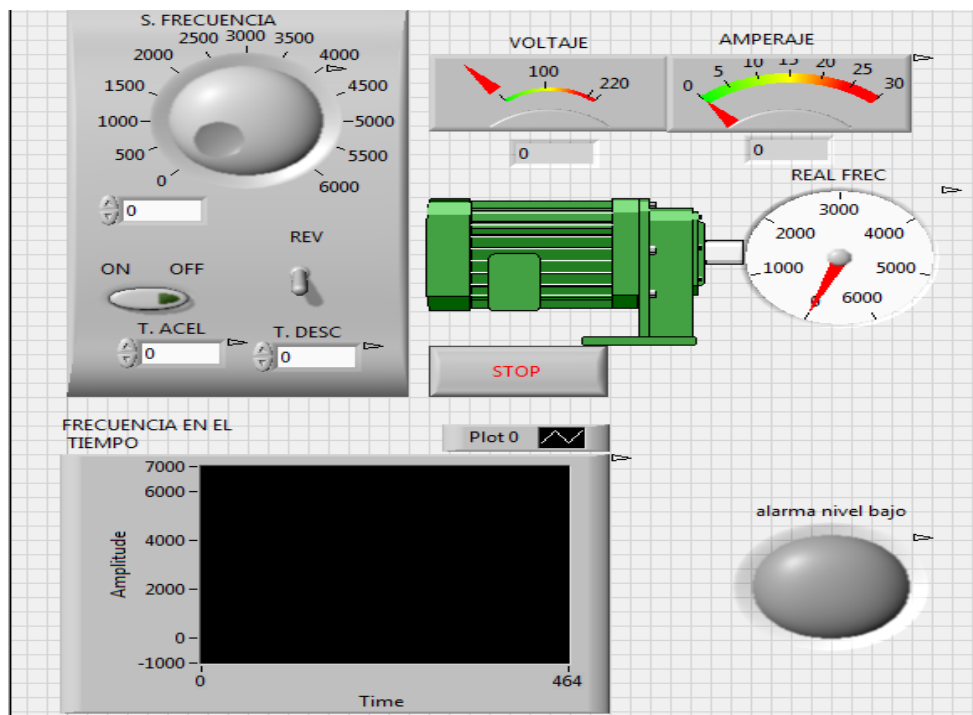 S. FRECUENCIA
0
500
1000
1500
2000
2500
3000
3500
4000
4500
5000
5500
6000
0
ON OFF
REV
T. ACEL
0
T. DESC
0
VOLTAJE
100
220
0
AMPERAJE
0
5
10
15
20
25
30
0
REAL FREC
0
1000
2000
3000
4000
5000
6000
STOP
FRECUENCIA EN EL
TIEMPO
Plot 0
Amplitude
7000
6000
4000
2000
0
-1000
0
464
Time
alarma nivel bajo